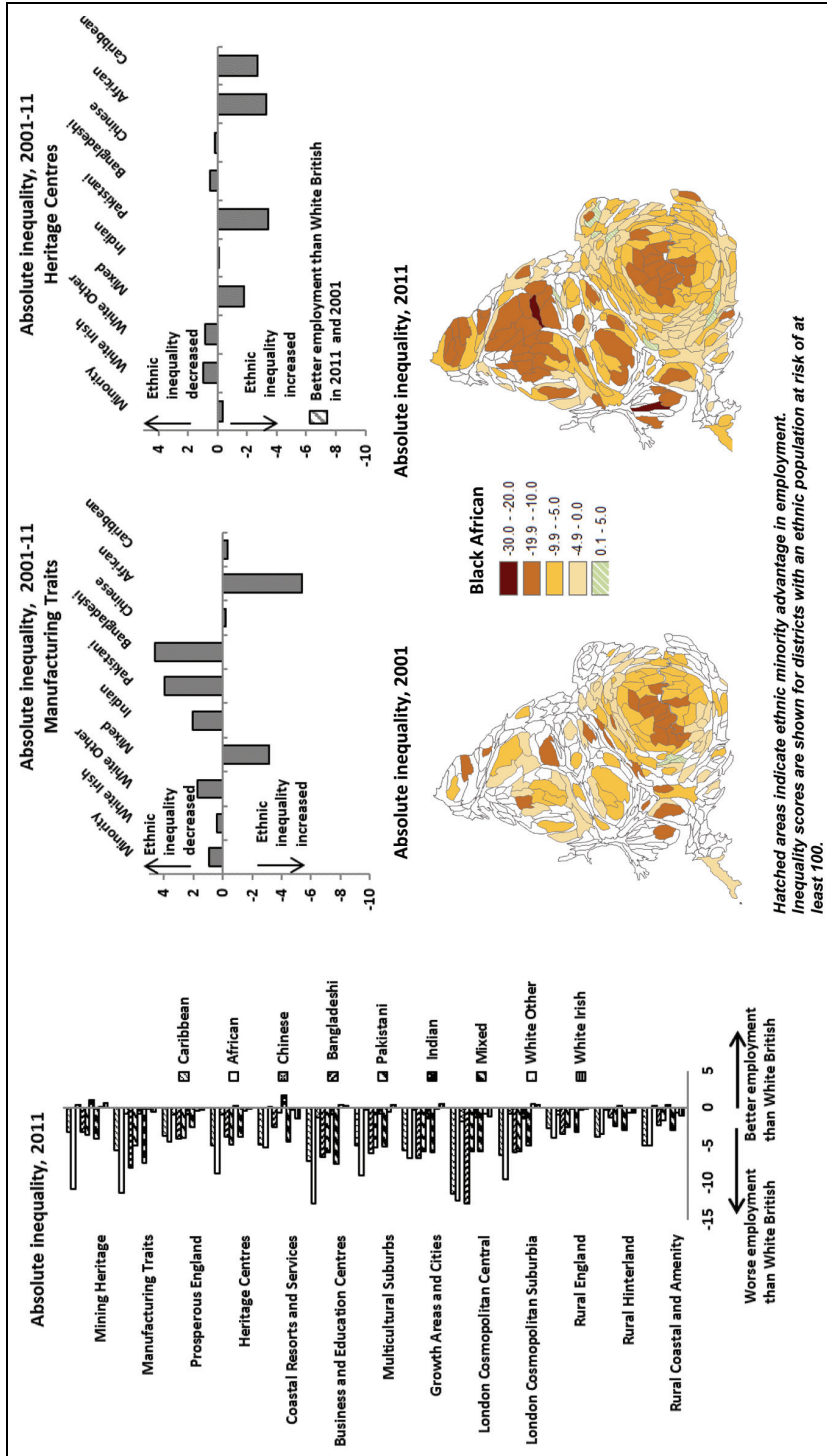 Absolute inequality, 2011
Mining Heritage
Manufacturing Traits
Prosperous England
Heritage Centres
Coastal Resorts and Services
Business and Education Centres
Multicultural Suburbs
Growth Areas and Cities
London Cosmopolitan Central
London Cosmopolitan Suburbia
Rural England
Rural Hinterland
Rural Coastal and Amenity
-15
-10
-5
0
5
Worse employment
than White British
Better employment
than White British
Caribbean
African
Chinese
Bangladeshi
Pakistani
Indian
Mixed
White Other
White Irish
Absolute inequality, 2001-11
Manufacturing Traits
Minority
White Irish
White Other
Mixed
Indian
Pakistani
Bangladeshi
Chinese
African
Caribbean
4
2
0
-2
-4
-6
-8
-10
Ethnic
inequality
decreased
Ethnic
inequality
increased
Absolute inequality, 2001-11
Heritage Centres
Minority
White Irish
White Other
Mixed
Indian
Pakistani
Bangladeshi
Chinese
African
Caribbean
4
2
0
-2
-4
-6
-8
-10
Ethnic
inequality
decreased
Ethnic
inequality
increased
Better employment than White British
in 2011 and 2001
Absolute inequality, 2001
Black African
-30.0 - -20.0
-19.9 - -10.0
-9.9 - -5.0
-4.9 - 0.0
0.1 - 5.0
Absolute inequality, 2011
Hatched areas indicate ethnic minority advantage in employment.
Inequality scores are shown for districts with an ethnic population at risk of at
least 100.